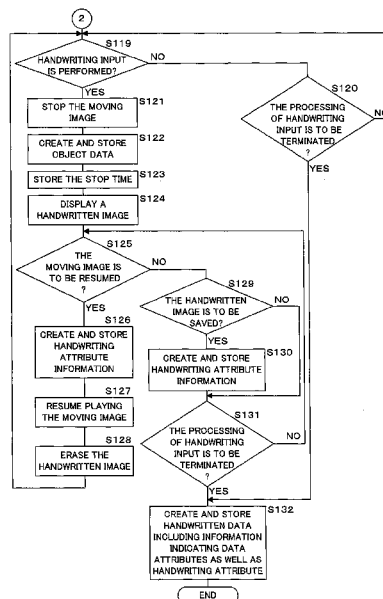 2
S119
HANDWRITING INPUT
IS PERFORMED?
NO
YES
S120
THE PROCESSING
OF HANDWRITING
INPUT IS TO BE
TERMINATED
?
NO
YES
STOP THE MOVING
IMAGE
S121
CREATE AND STORE
OBJECT DATA
S122
STORE THE STOP TIME
S123
DISPLAY A
HANDWRITTEN IMAGE
S124
S125
THE
MOVING IMAGE IS
TO BE RESUMED
?
NO
YES
S129
THE HANDWRITTEN
IMAGE IS TO BE
SAVED?
NO
YES
S126
CREATE AND STORE
HANDWRITING
ATTRIBUTE
INFORMATION
S130
CREATE AND STORE
HANDWRITING ATTRIBUTE
INFORMATION
S127
RESUME PLAYING
THE MOVING IMAGE
S128
ERASE THE
HANDWRITTEN IMAGE
S131
THE PROCESSING
OF HANDWRITING
INPUT IS TO BE
TERMINATED
?
NO
YES
S132
CREATE AND STORE
HANDWRITTEN DATA
INCLUDING INFORMATION
INDICATING DATA
ATTRIBUTES AS WELL AS
HANDWRITING ATTRIBUTE
END